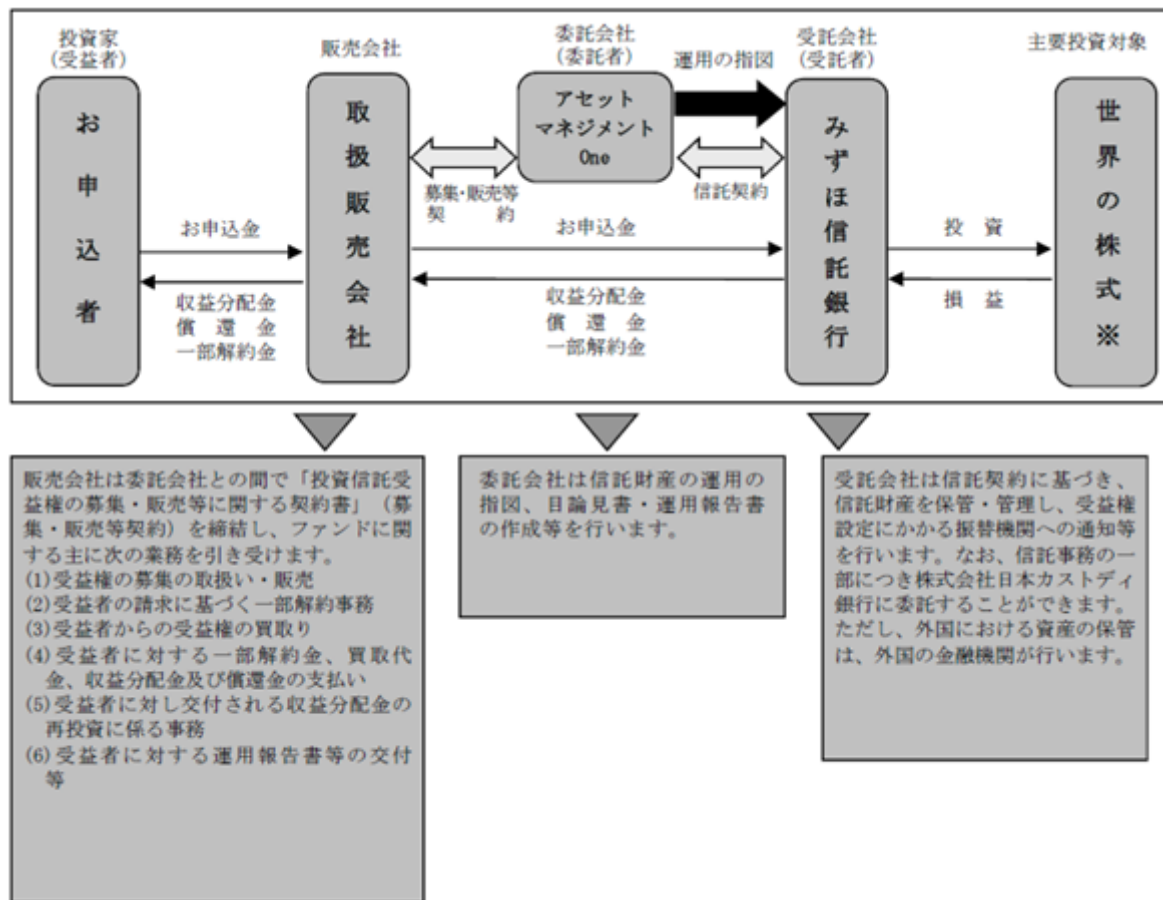 投資家
(受益者)
販売会社
委託会社
(委託者)
運用の指図
受託会社
(受託者)
主要投資対象
お申込者
取扱販売会社
アセット
マネジメント
One
みずほ信託銀行
世界の株式※
募集・販売等
契約
信託契約
お申込金
収益分配金
償還金
一部解約金
お申込金
収益分配金
償還金
一部解約金
投資
損益
販売会社は委託会社との間で「投資信託受
益権の募集・販売等に関する契約書」(募
集・販売等契約)を締結し、ファンドに関
する主に次の業務を引き受けます。
(1)受益権の募集の取扱い・販売
(2)受益者の請求に基づく一部解約事務
(3)受益者からの受益権の買取り
(4)受益者に対する一部解約金、買取代
金、収益分配金及び償還金の支払い
(5)受益者に対し交付される収益分配金の
再投資に係る事務
(6)受益者に対する運用報告書等の交付
等
委託会社は信託財産の運用の
指図、目論見書・運用報告書
の作成等を行います。
受託会社は信託契約に基づき、
信託財産を保管・管理し、受益権
設定にかかる振替機関への通知等
を行います。なお、信託事務の一
部につき株式会社日本カストディ
銀行に委託することができます。
ただし、外国における資産の保管
は、外国の金融機関が行います。